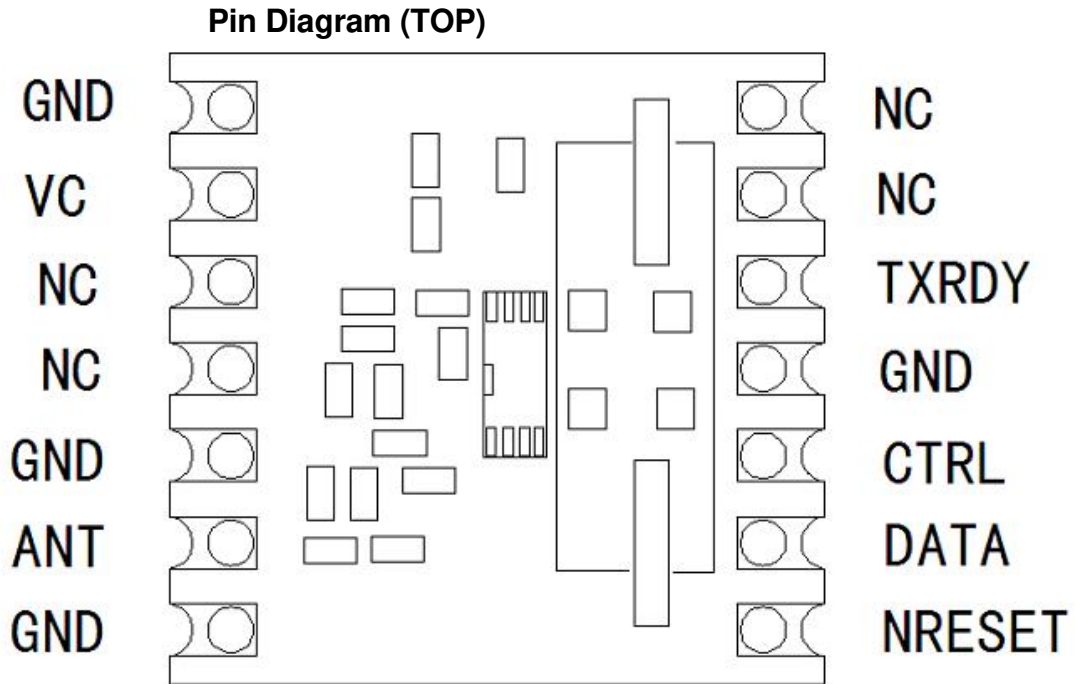 Pin Diagram (TOP)
GND
VC
NC
NC
GND
ANT
GND
NC
NC
TXRDY
GND
CTRL
DATA
NRESET